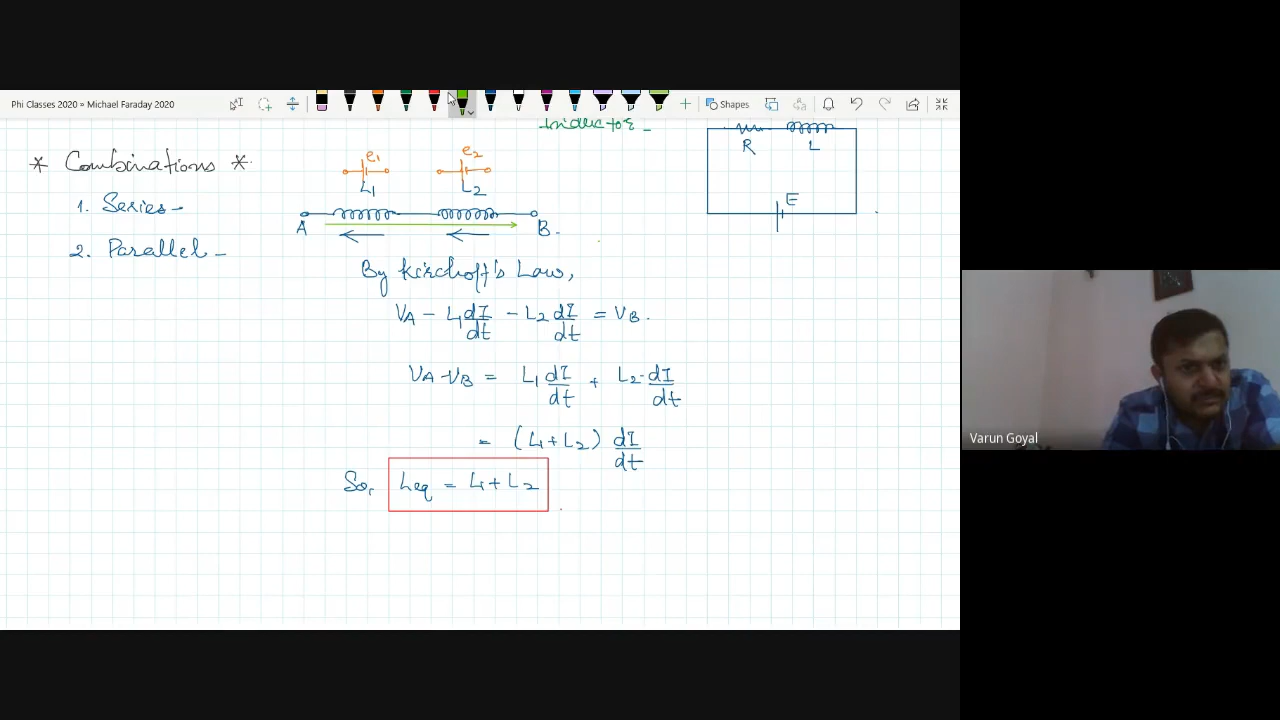 Phi Classes 2020 » Michael Faraday 2020
Shapes
Inductor -
R L
E
* Combinations *
1. Series -
2. Parallel -
e1 e2
L1 L2
A B.
By Kirchoff's Law,
VA - L1 dI/dt - L2 dI/dt = VB.
VA - VB = L1 dI/dt + L2 . dI/dt
= (L1 + L2) dI/dt
So, Leq = L1 + L2
Varun Goyal